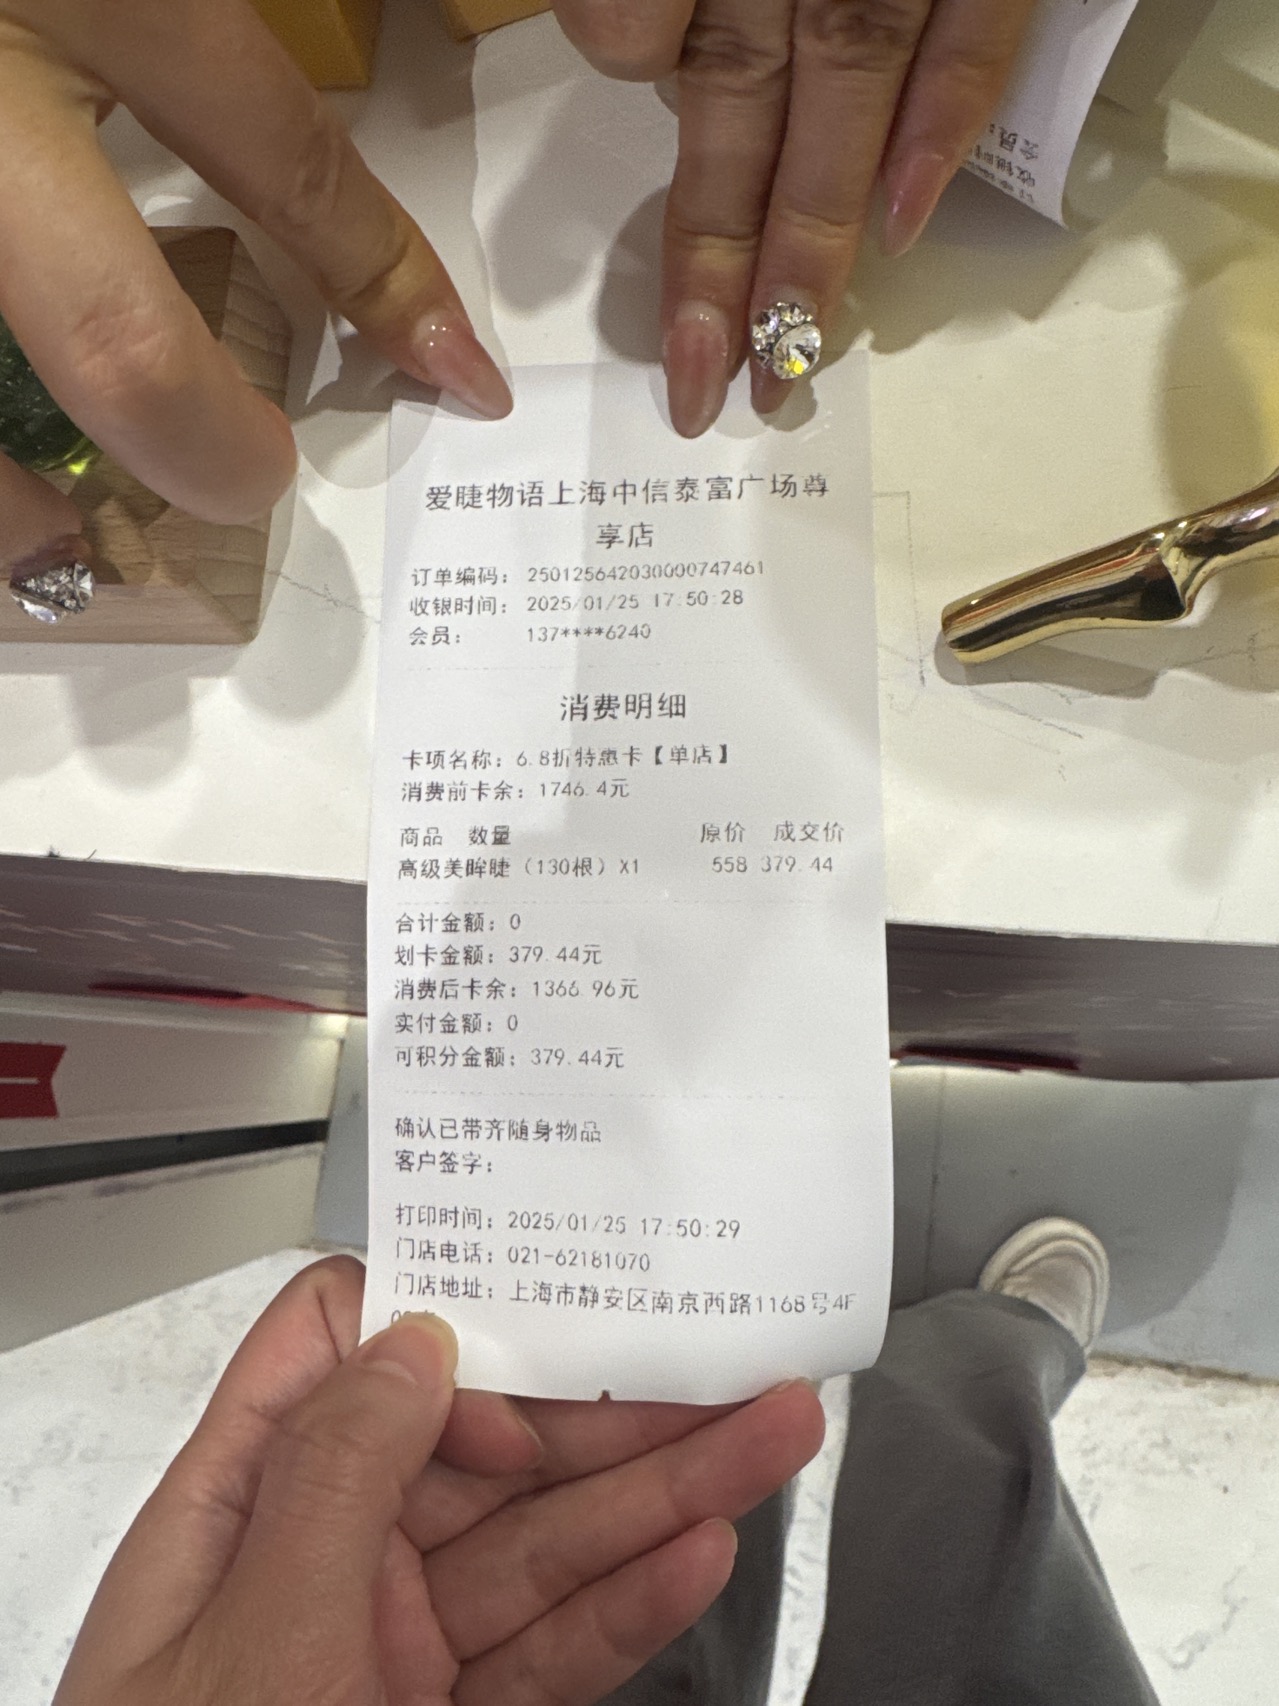 爱睫物语上海中信泰富广场尊
享店
订单编码： 250125642030000747461
收银时间： 2025/01/25 17:50:28
会员： 137****6240
消费明细
卡项名称：6.8折特惠卡【单店】
消费前卡余：1746.4元
商品 数量 原价 成交价
高级美眸睫（130根）X1 558 379.44
合计金额：0
划卡金额：379.44元
消费后卡余：1366.96元
实付金额：0
可积分金额：379.44元
确认已带齐随身物品
客户签字：
打印时间：2025/01/25 17:50:29
门店电话：021-62181070
门店地址：上海市静安区南京西路1168号4F
会员：